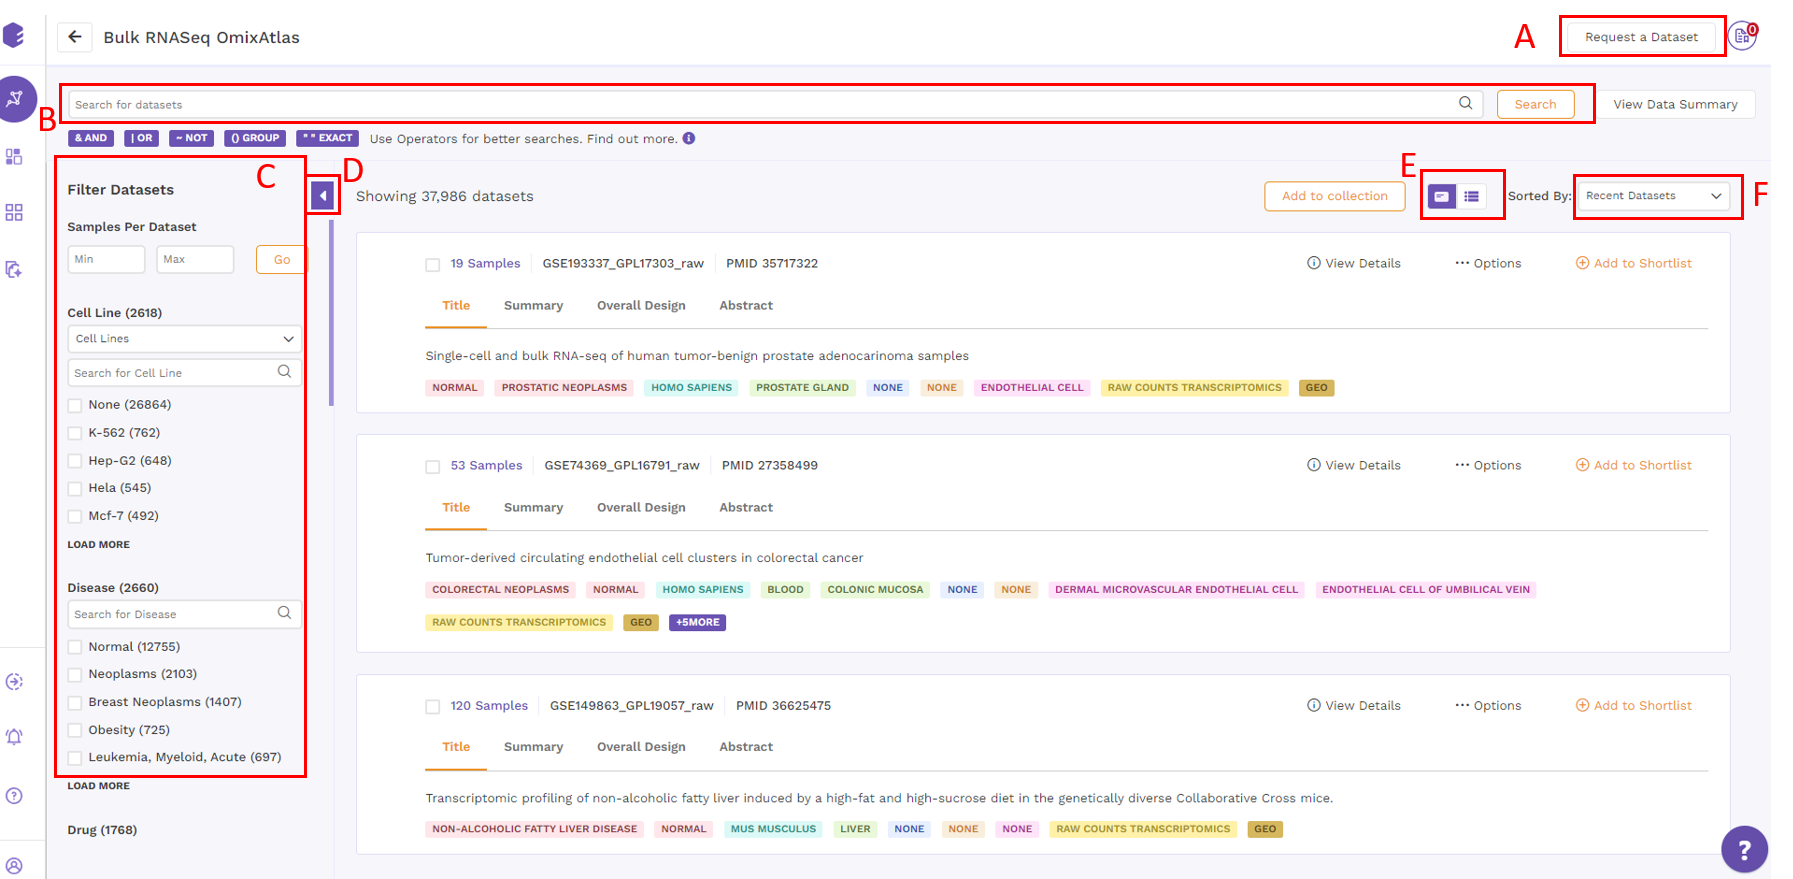 Bulk RNASeq OmixAtlas
A
Request a Dataset
0
B
Search for datasets
Search
View Data Summary
& AND
| OR
~ NOT
() GROUP
" " EXACT
Use Operators for better searches. Find out more.
C
D
Filter Datasets
Samples Per Dataset
Min
Max
Go
Cell Line (2618)
Cell Lines
Search for Cell Line
None (26864)
K-562 (762)
Hep-G2 (648)
Hela (545)
Mcf-7 (492)
LOAD MORE
Disease (2660)
Search for Disease
Normal (12755)
Neoplasms (2103)
Breast Neoplasms (1407)
Obesity (725)
Leukemia, Myeloid, Acute (697)
LOAD MORE
Drug (1768)
Showing 37,986 datasets
Add to collection
E
Sorted By:
Recent Datasets
F
19 Samples
GSE193337_GPL17303_raw
PMID 35717322
View Details
Options
Add to Shortlist
Title
Summary
Overall Design
Abstract
Single-cell and bulk RNA-seq of human tumor-benign prostate adenocarinoma samples
NORMAL
PROSTATIC NEOPLASMS
HOMO SAPIENS
PROSTATE GLAND
NONE
NONE
ENDOTHELIAL CELL
RAW COUNTS TRANSCRIPTOMICS
GEO
53 Samples
GSE74369_GPL16791_raw
PMID 27358499
View Details
Options
Add to Shortlist
Title
Summary
Overall Design
Abstract
Tumor-derived circulating endothelial cell clusters in colorectal cancer
COLORECTAL NEOPLASMS
NORMAL
HOMO SAPIENS
BLOOD
COLONIC MUCOSA
NONE
NONE
DERMAL MICROVASCULAR ENDOTHELIAL CELL
ENDOTHELIAL CELL OF UMBILICAL VEIN
RAW COUNTS TRANSCRIPTOMICS
GEO
+5MORE
120 Samples
GSE149863_GPL19057_raw
PMID 36625475
View Details
Options
Add to Shortlist
Title
Summary
Overall Design
Abstract
Transcriptomic profiling of non-alcoholic fatty liver induced by a high-fat and high-sucrose diet in the genetically diverse Collaborative Cross mice.
NON-ALCOHOLIC FATTY LIVER DISEASE
NORMAL
MUS MUSCULUS
LIVER
NONE
NONE
NONE
RAW COUNTS TRANSCRIPTOMICS
GEO
?